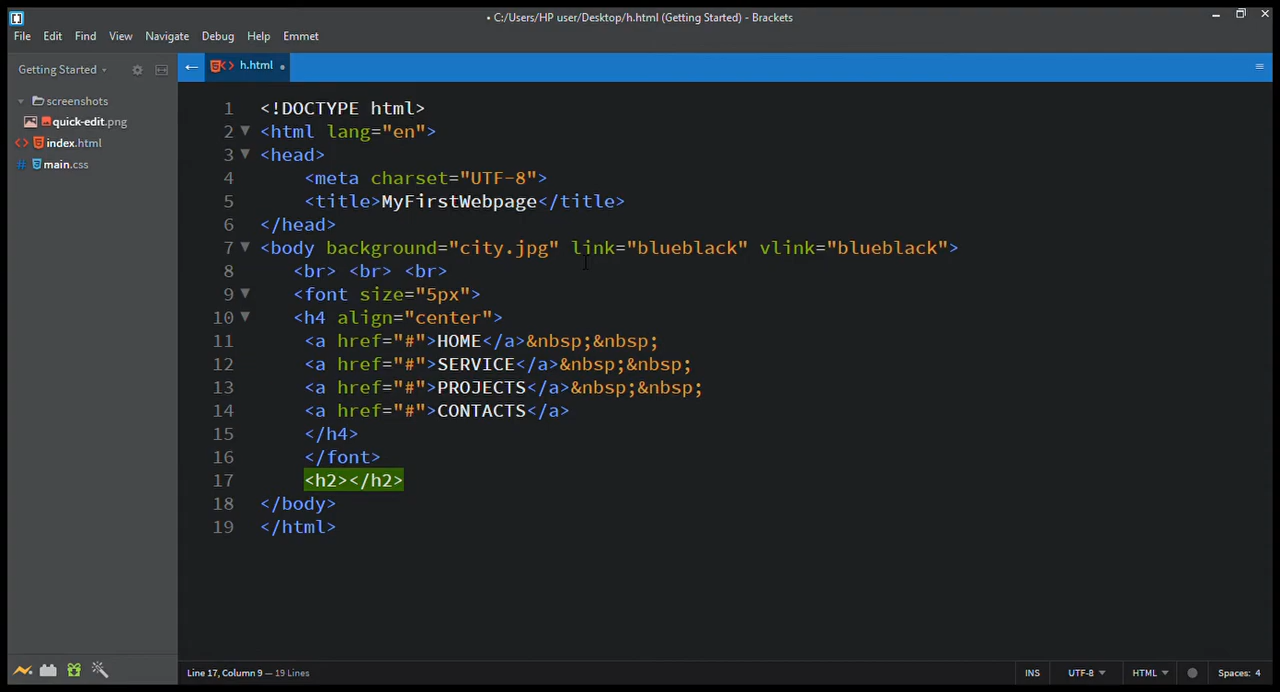 • C:/Users/HP user/Desktop/h.html (Getting Started) - Brackets
File Edit Find View Navigate Debug Help Emmet
Getting Started
h.html
screenshots
quick-edit.png
index.html
main.css
1 <!DOCTYPE html>
2 <html lang="en">
3 <head>
4 <meta charset="UTF-8">
5 <title>MyFirstWebpage</title>
6 </head>
7 <body background="city.jpg" link="blueblack" vlink="blueblack">
8 <br> <br> <br>
9 <font size="5px">
10 <h4 align="center">
11 <a href="#">HOME</a>&nbsp;&nbsp;
12 <a href="#">SERVICE</a>&nbsp;&nbsp;
13 <a href="#">PROJECTS</a>&nbsp;&nbsp;
14 <a href="#">CONTACTS</a>
15 </h4>
16 </font>
17 <h2></h2>
18 </body>
19 </html>
Line 17, Column 9 — 19 Lines
INS UTF-8 HTML Spaces: 4